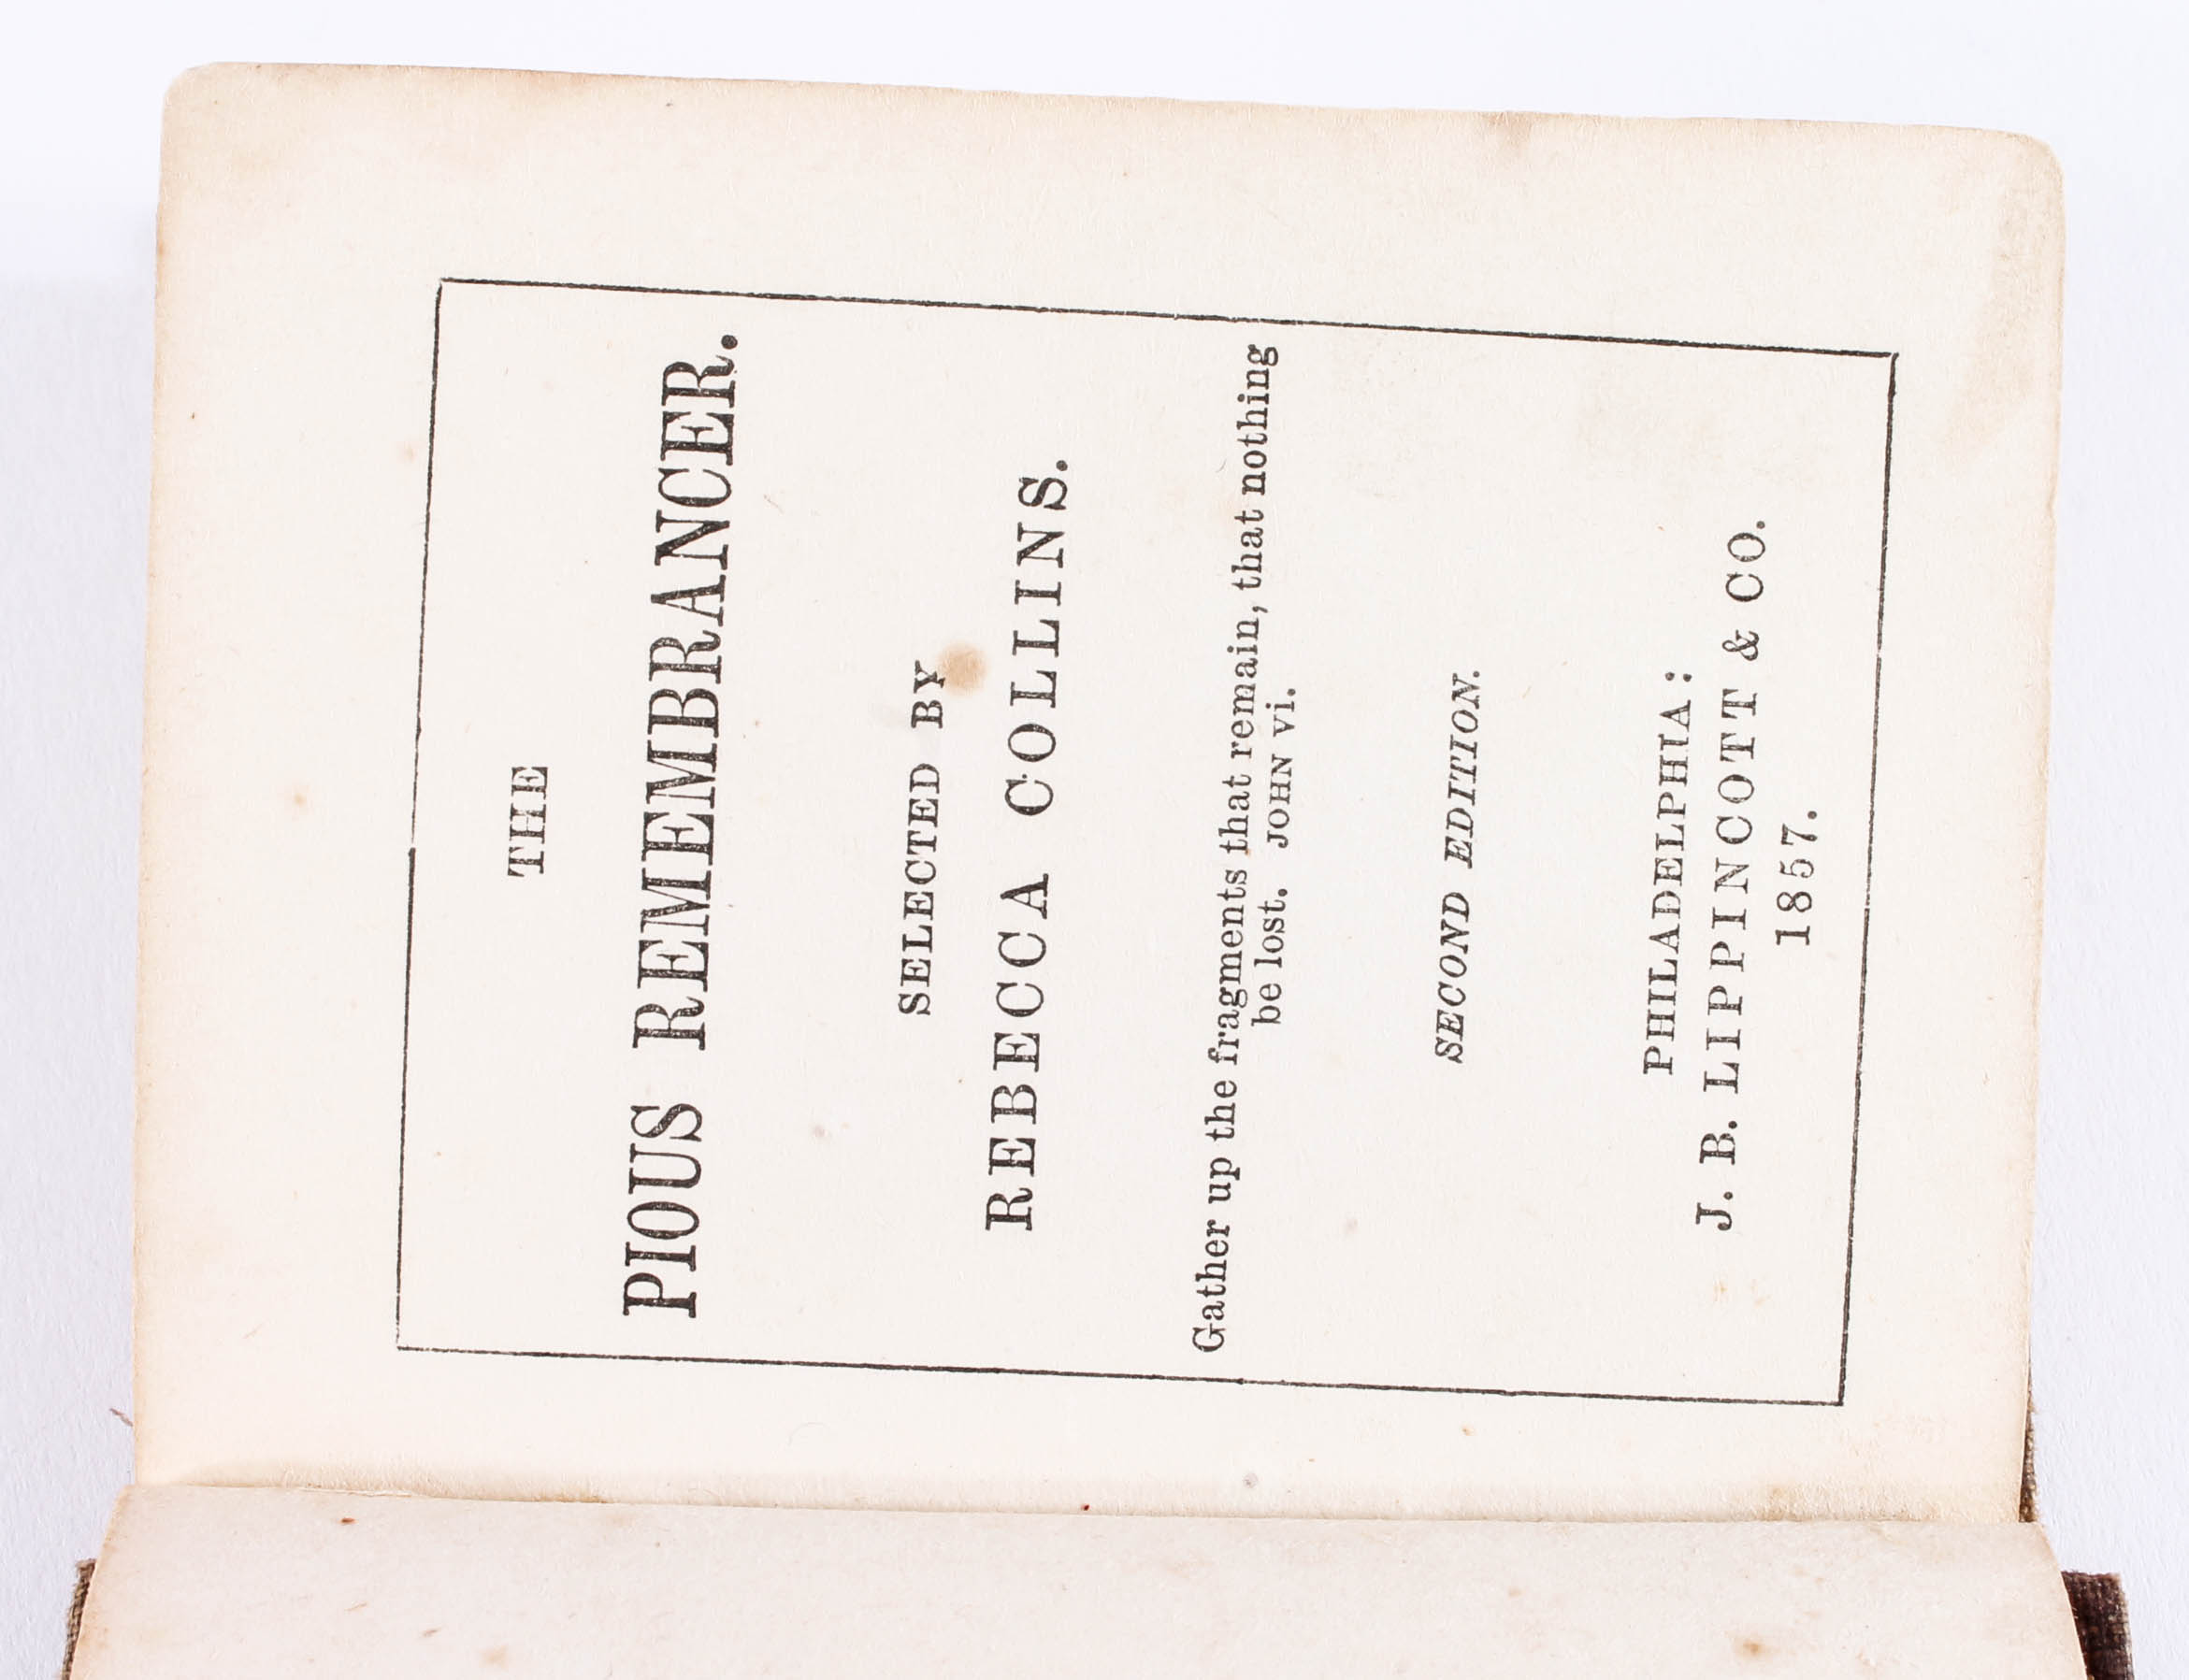 THE
PIOUS REMEMBRANCER.
SELECTED BY
REBECCA COLLINS.
Gather up the fragments that remain, that nothing
be lost. JOHN vi.
SECOND EDITION.
PHILADELPHIA:
J. B. LIPPINCOTT & CO.
1857.